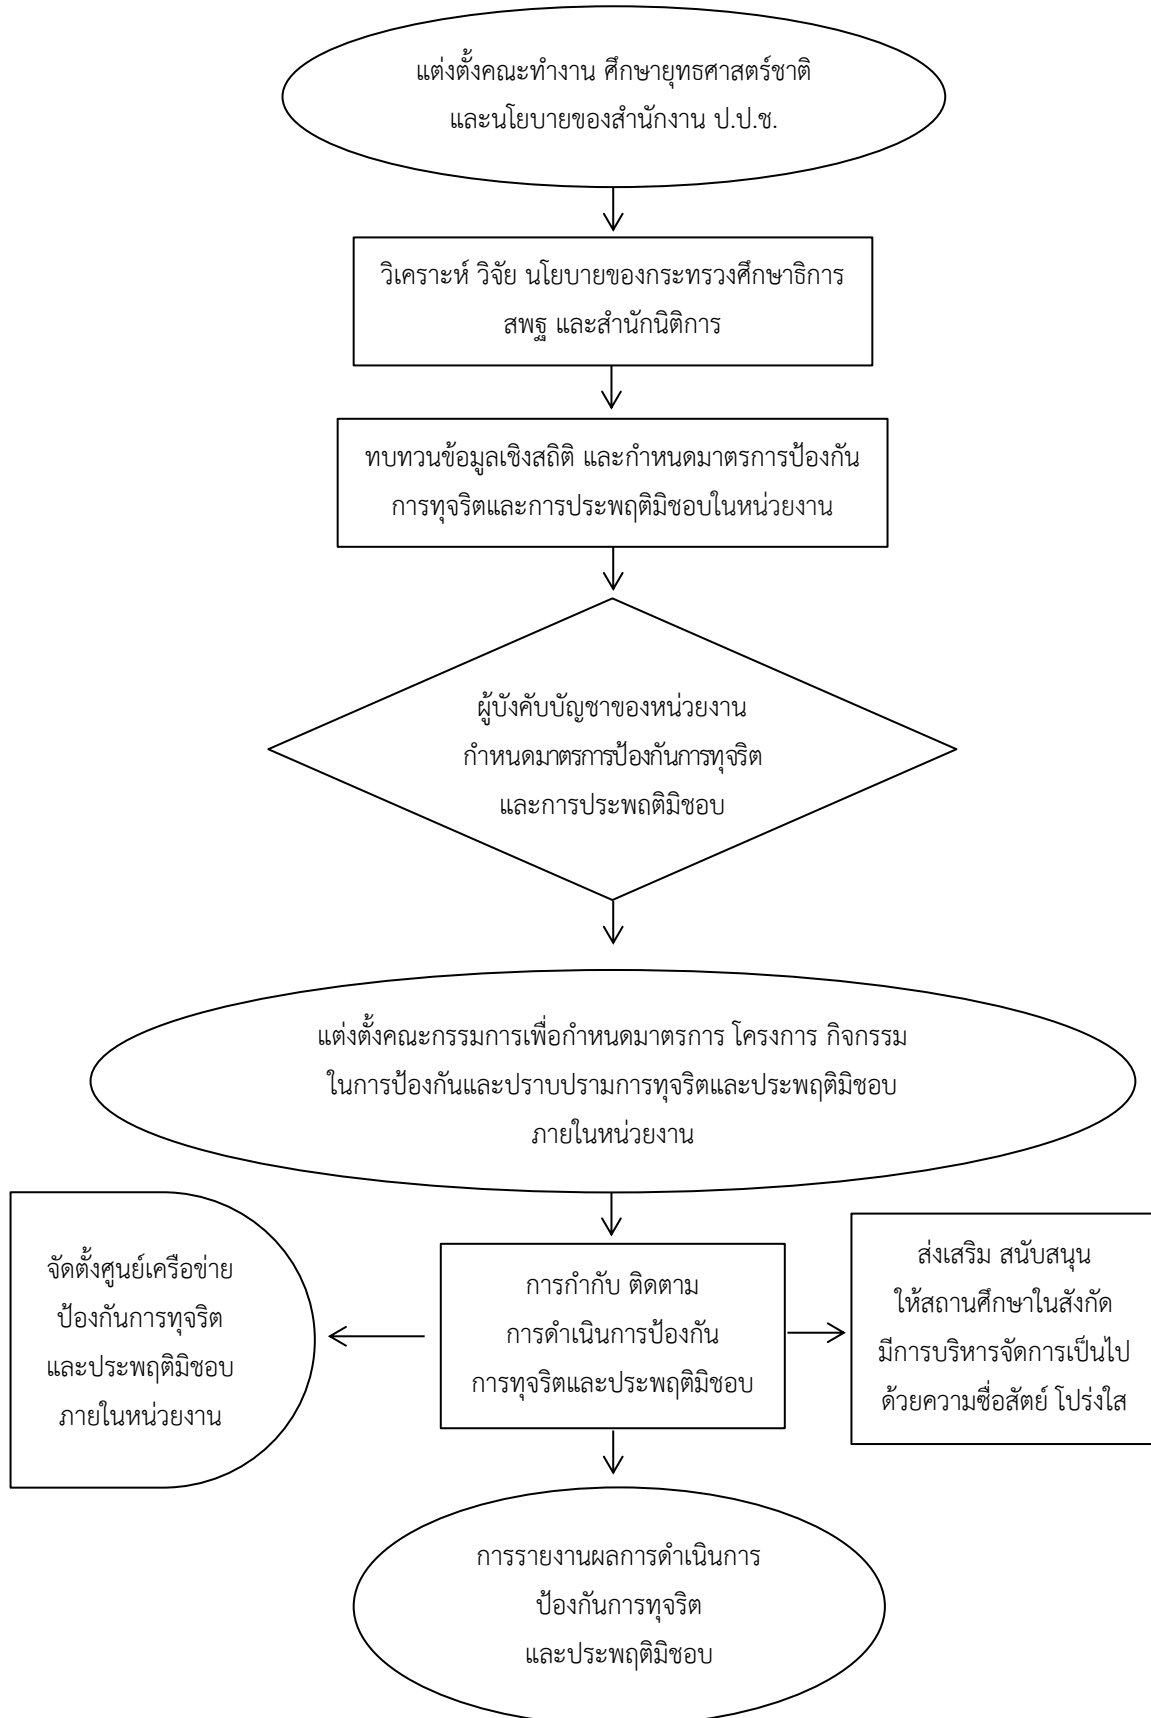 แต่งตั้งคณะทำงาน ศึกษายุทธศาสตร์ชาติ
และนโยบายของสำนักงาน ป.ป.ช.
วิเคราะห์ วิจัย นโยบายของกระทรวงศึกษาธิการ
สพฐ และสำนักนิติการ
ทบทวนข้อมูลเชิงสถิติ และกำหนดมาตรการป้องกัน
การทุจริตและการประพฤติมิชอบในหน่วยงาน
ผู้บังคับบัญชาของหน่วยงาน
กำหนดมาตรการป้องกันการทุจริต
และการประพถติมิชอบ
แต่งตั้งคณะกรรมการเพื่อกำหนดมาตรการ โครงการ กิจกรรม
ในการป้องกันและปราบปรามการทุจริตและประพฤติมิชอบ
ภายในหน่วยงาน
จัดตั้งศูนย์เครือข่าย
ป้องกันการทุจริต
และประพฤติมิชอบ
ภายในหน่วยงาน
การกำกับ ติดตาม
การดำเนินการป้องกัน
การทุจริตและประพฤติมิชอบ
ส่งเสริม สนับสนุน
ให้สถานศึกษาในสังกัด
มีการบริหารจัดการเป็นไป
ด้วยความซื่อสัตย์ โปร่งใส
การรายงานผลการดำเนินการ
ป้องกันการทุจริต
และประพฤติมิชอบ